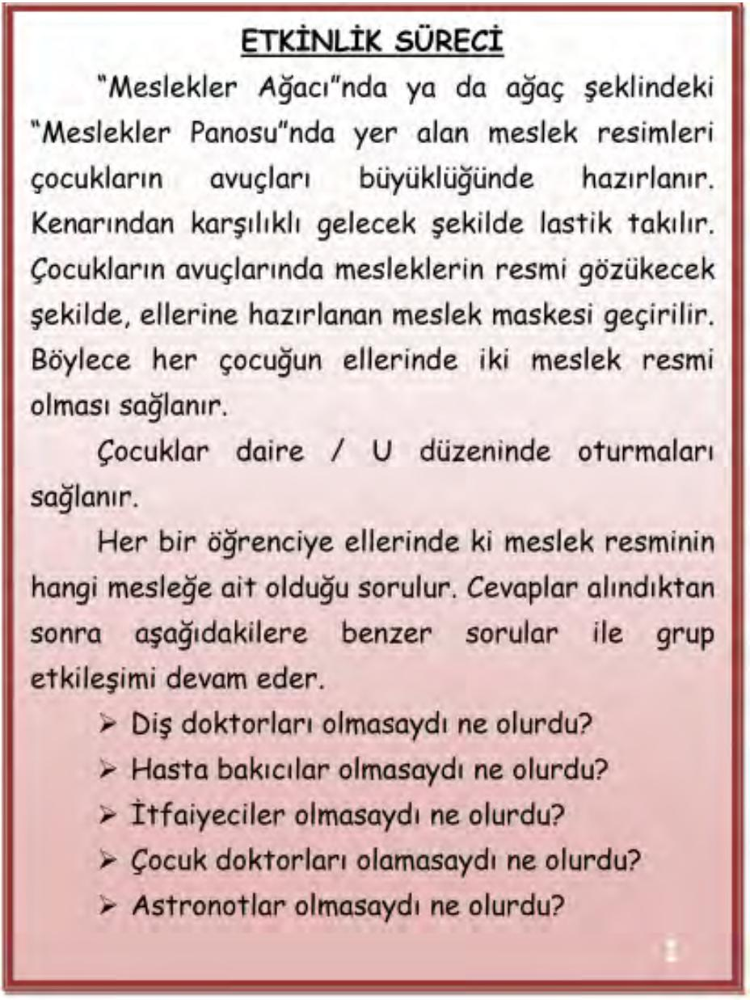 ETKİNLİK SÜRECİ
“Meslekler Ağacı”nda ya da ağaç şeklindeki
“Meslekler Panosu”nda yer alan meslek resimleri
çocukların avuçları büyüklüğünde hazırlanır.
Kenarından karşılıklı gelecek şekilde lastik takılır.
Çocukların avuçlarında mesleklerin resmi gözükecek
şekilde, ellerine hazırlanan meslek maskesi geçirilir.
Böylece her çocuğun ellerinde iki meslek resmi
olması sağlanır.
Çocuklar daire / U düzeninde oturmaları
sağlanır.
Her bir öğrenciye ellerinde ki meslek resminin
hangi mesleğe ait olduğu sorulur. Cevaplar alındıktan
sonra aşağıdakilere benzer sorular ile grup
etkileşimi devam eder.
➢ Diş doktorları olmasaydı ne olurdu?
➢ Hasta bakıcılar olmasaydı ne olurdu?
➢ İtfaiyeciler olmasaydı ne olurdu?
➢ Çocuk doktorları olamasaydı ne olurdu?
➢ Astronotlar olmasaydı ne olurdu?